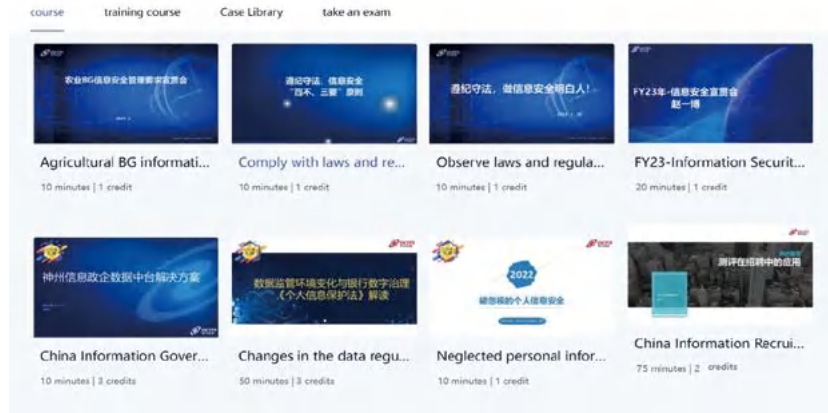 course training course Case Library take an exam
农业BG信息安全管理要求宣贯会
遵纪守法、信息安全
“四不、三要”原则
遵纪守法，做信息安全明白人！
FY23年-信息安全宣贯会
赵一博
Agricultural BG informati...
Comply with laws and re...
Observe laws and regula...
FY23-Information Securit...
10 minutes | 1 credit
10 minutes | 1 credit
10 minutes | 1 credit
20 minutes | 1 credit
神州信息政企数据中台解决方案
数据监管环境变化与银行数字治理
《个人信息保护法》解读
2022
被忽视的个人信息安全
测评在招聘中的应用
China Information Gover...
Changes in the data regu...
Neglected personal infor...
China Information Recrui...
10 minutes | 3 credits
50 minutes | 3 credits
10 minutes | 1 credit
75 minutes | 2 credits